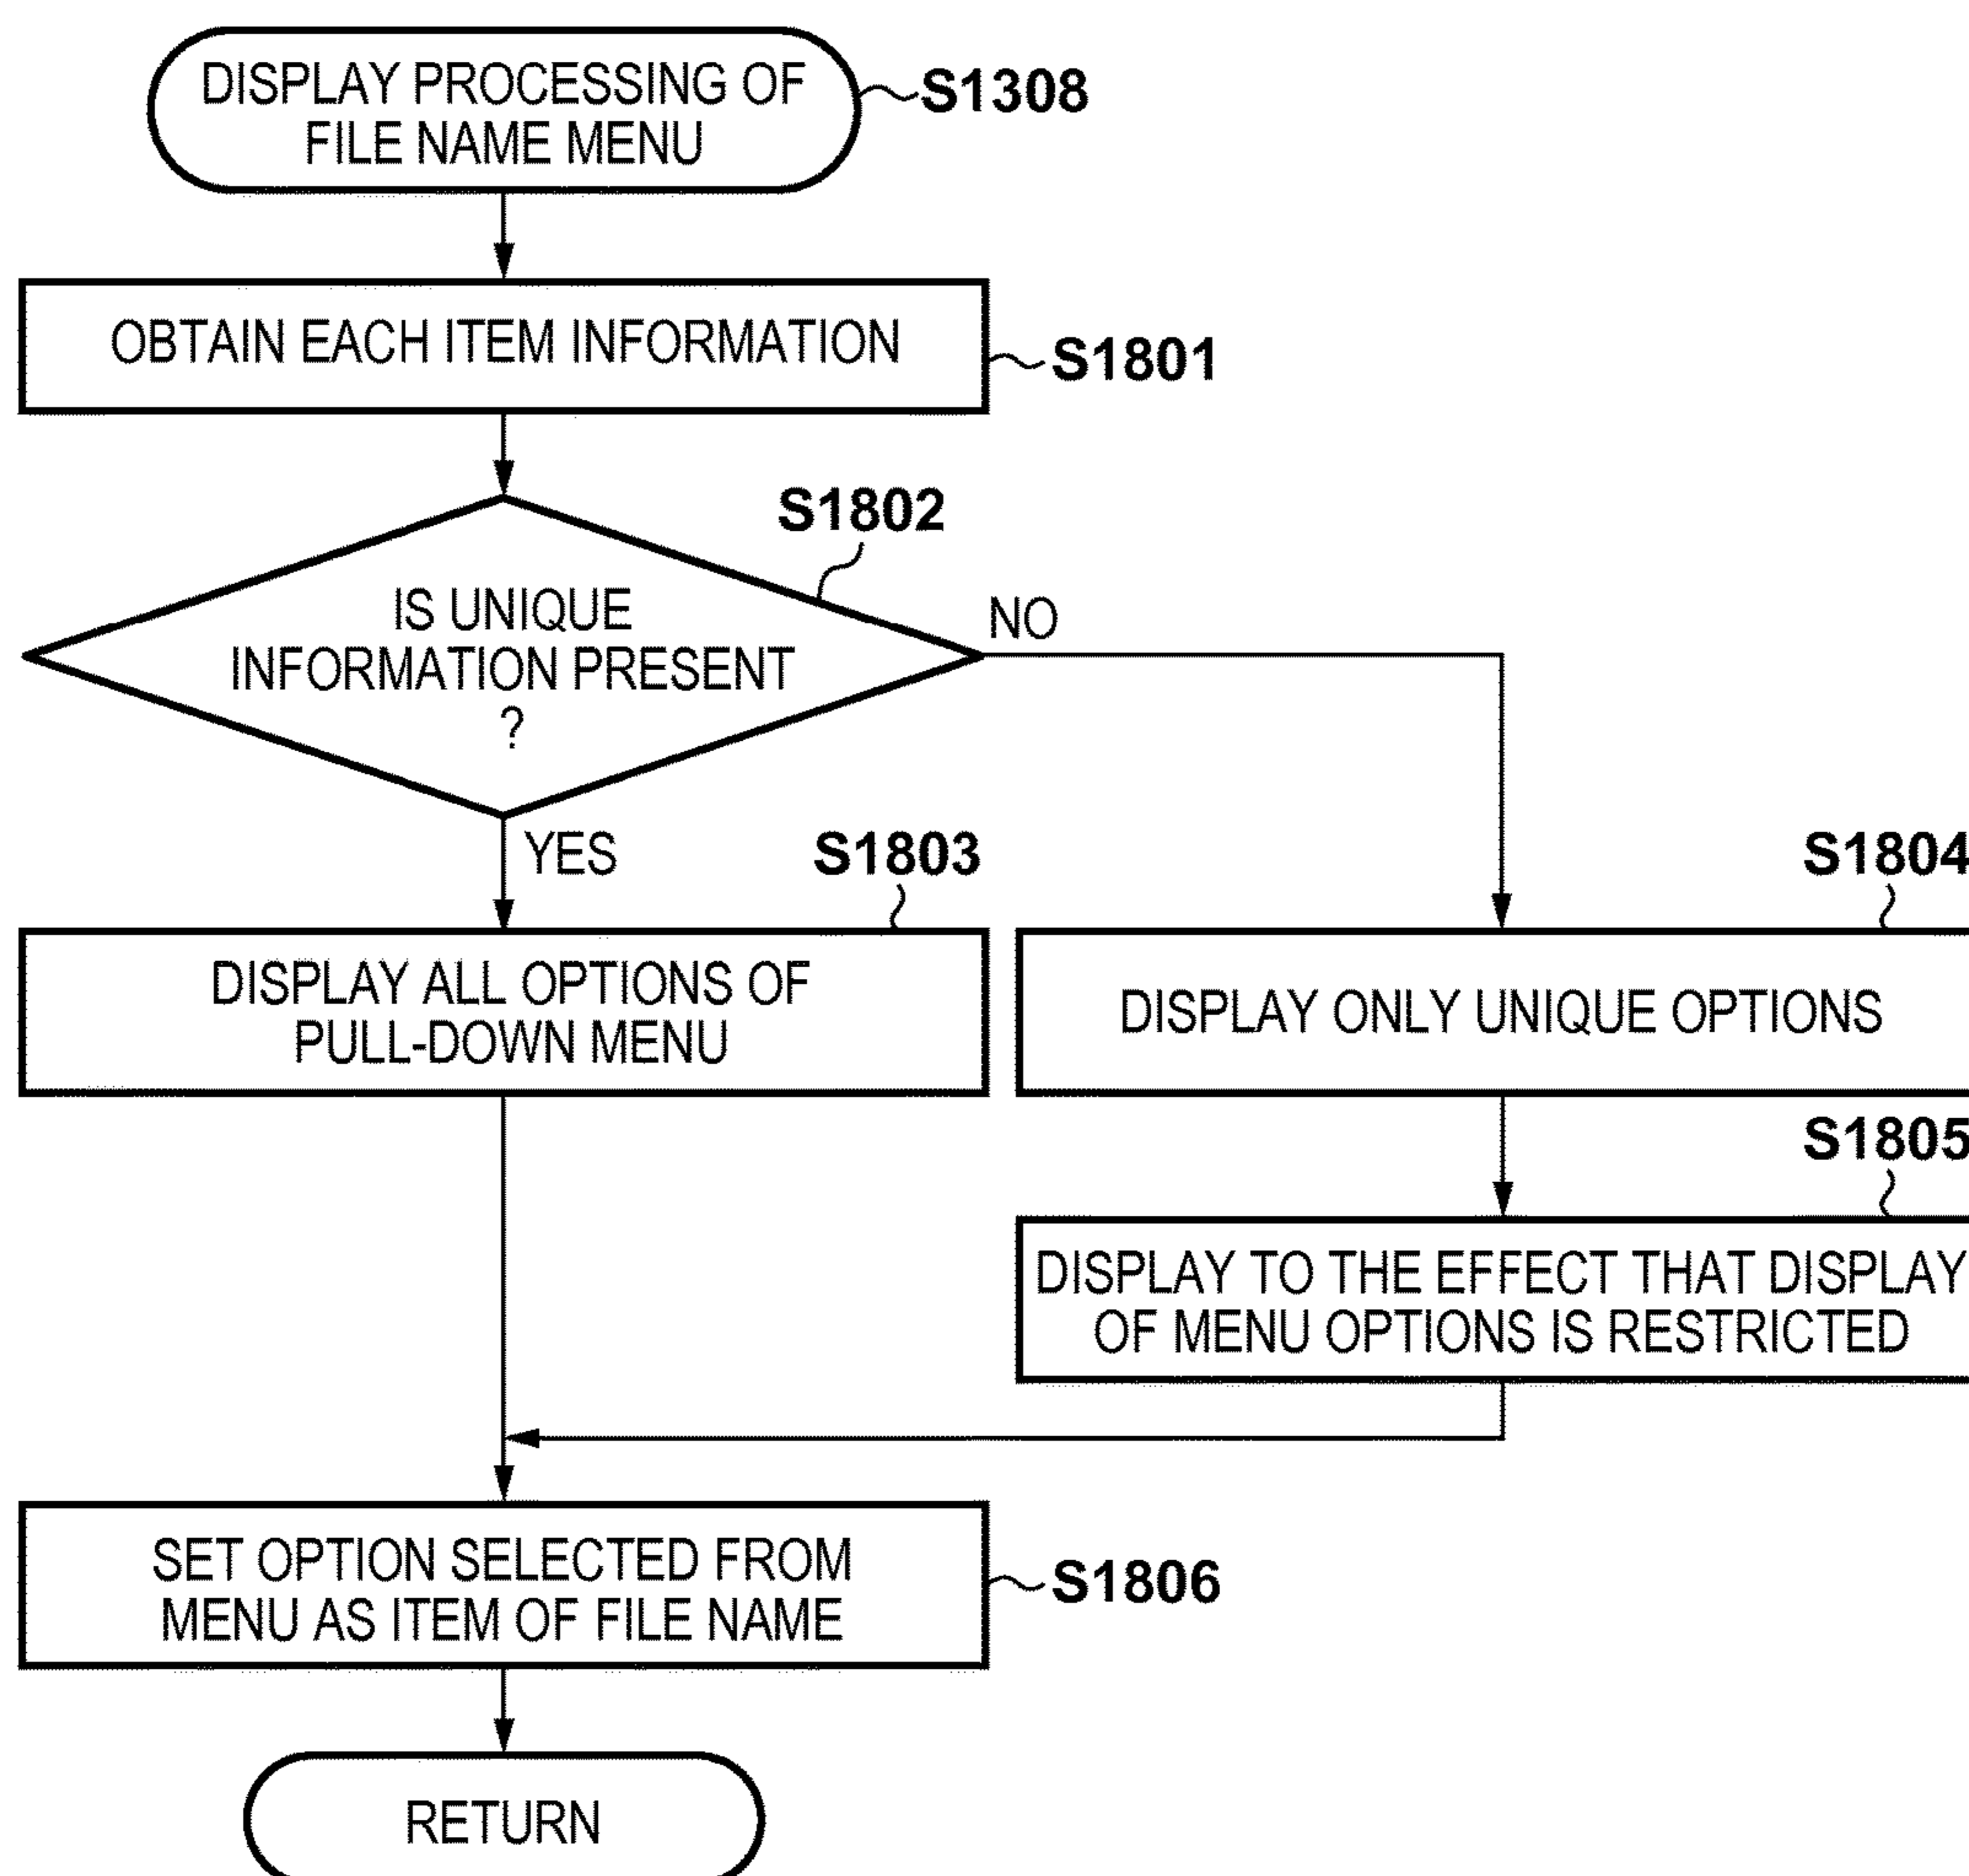 DISPLAY PROCESSING OF
FILE NAME MENU
S1308
OBTAIN EACH ITEM INFORMATION
S1801
S1802
IS UNIQUE
INFORMATION PRESENT
?
NO
YES
S1803
DISPLAY ALL OPTIONS OF
PULL-DOWN MENU
S1804
DISPLAY ONLY UNIQUE OPTIONS
S1805
DISPLAY TO THE EFFECT THAT DISPLAY
OF MENU OPTIONS IS RESTRICTED
SET OPTION SELECTED FROM
MENU AS ITEM OF FILE NAME
S1806
RETURN